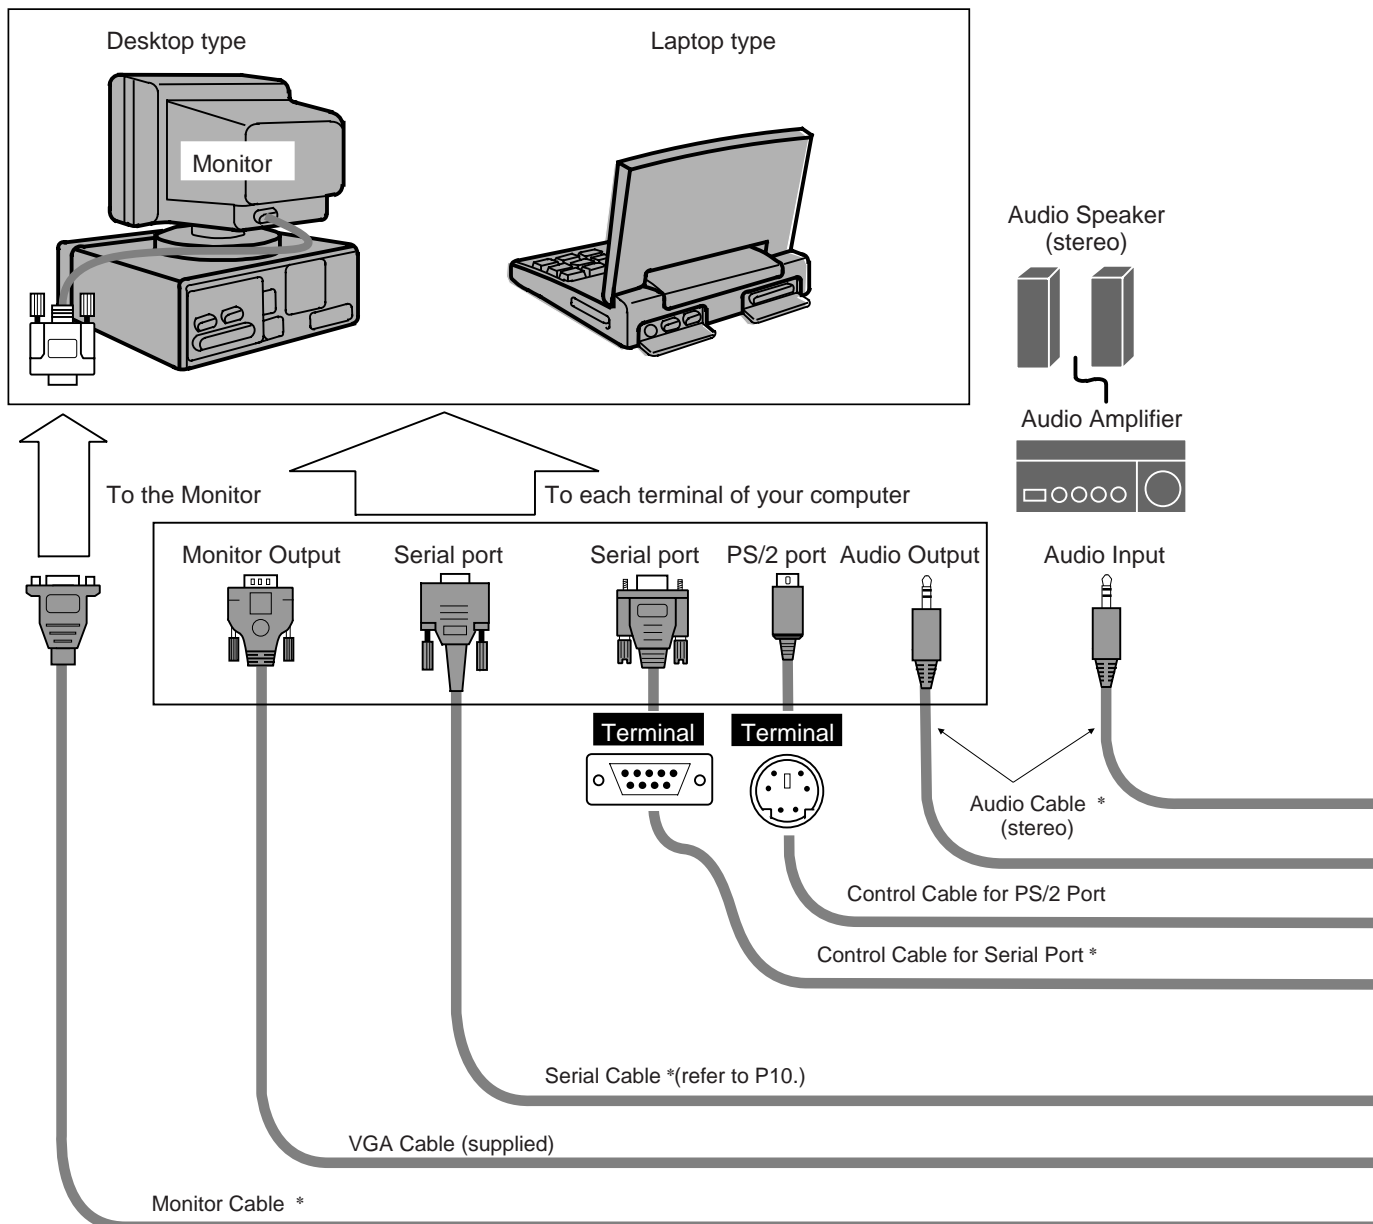 Desktop type
Laptop type
Monitor
Audio Speaker
(stereo)
Audio Amplifier
To the Monitor
To each terminal of your computer
Monitor Output
Serial port
Serial port
PS/2 port
Audio Output
Audio Input
Terminal
Terminal
Audio Cable *
(stereo)
Control Cable for PS/2 Port
Control Cable for Serial Port *
Serial Cable *(refer to P10.)
VGA Cable (supplied)
Monitor Cable *